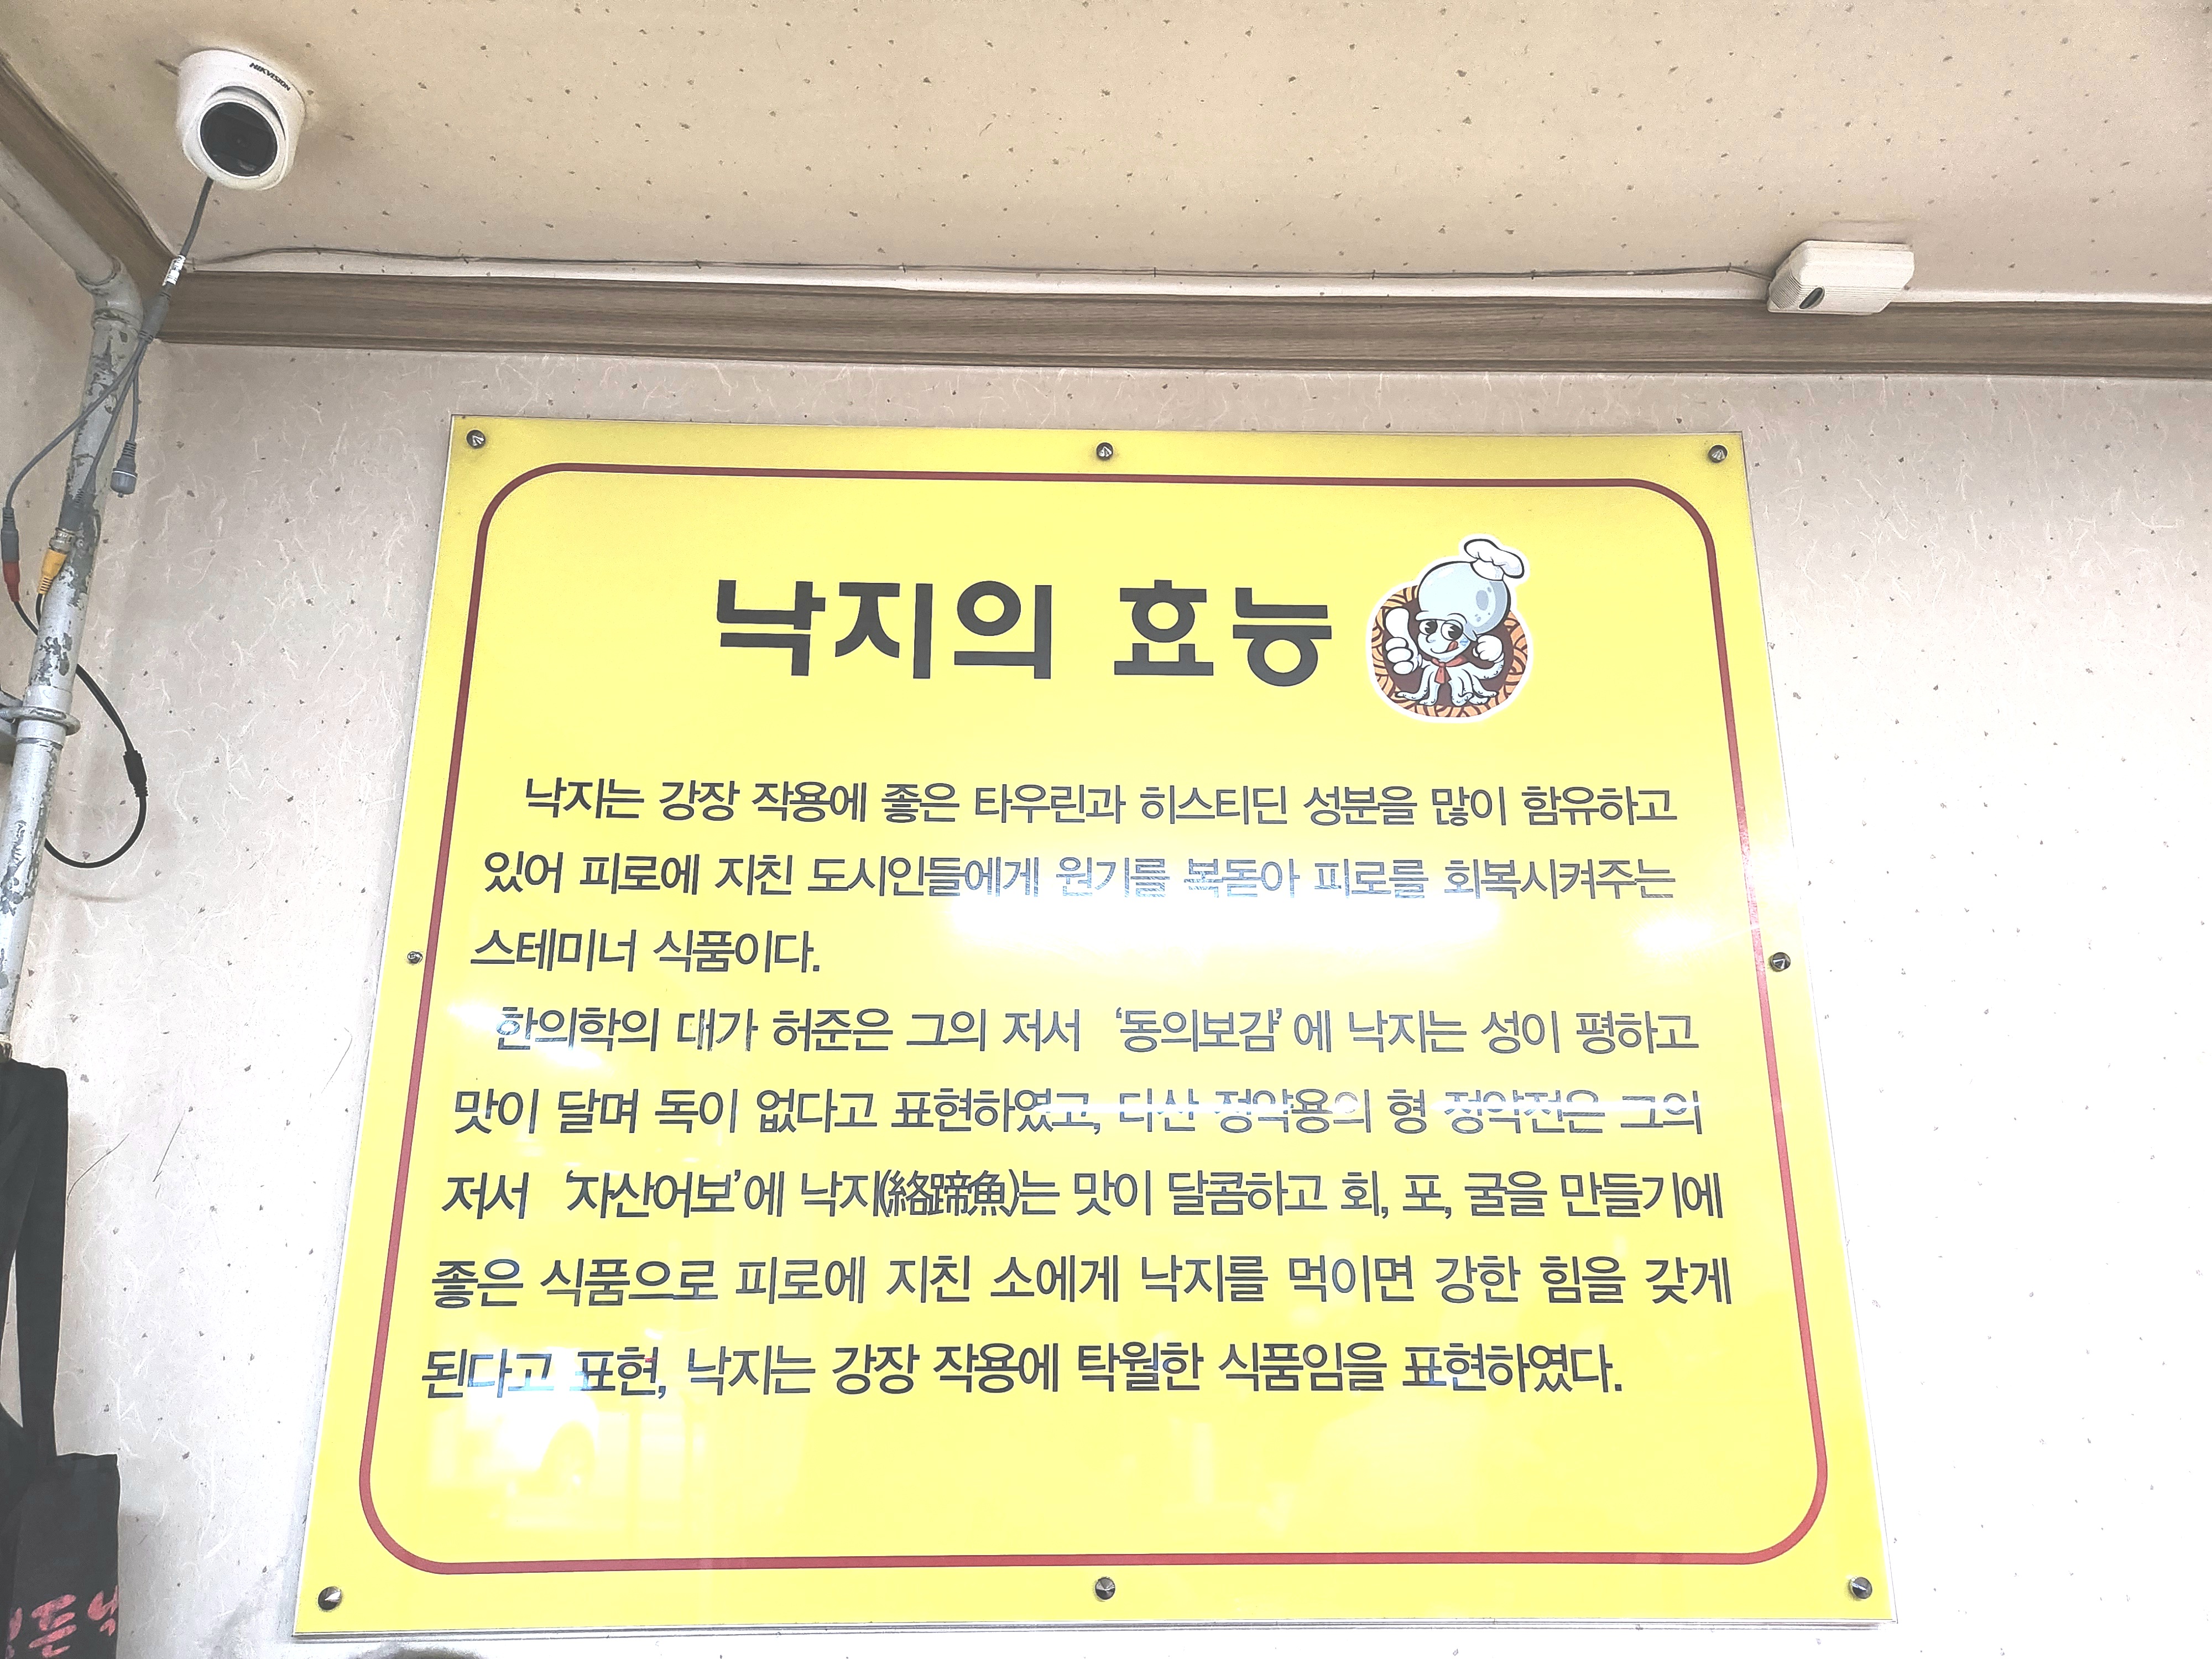 HIKVISION
낙지의 효능
낙지는 강장 작용에 좋은 타우린과 히스티딘 성분을 많이 함유하고
있어 피로에 지친 도시인들에게 원기를 복돋아 피로를 회복시켜주는
스테미너 식품이다.
한의학의 대가 허준은 그의 저서 '동의보감'에 낙지는 성이 평하고
맛이 달며 독이 없다고 표현하였고, 다산 정약용의 형 정약전은 그의
저서 '자산어보'에 낙지(絡蹄魚)는 맛이 달콤하고 회, 포, 굴을 만들기에
좋은 식품으로 피로에 지친 소에게 낙지를 먹이면 강한 힘을 갖게
된다고 표현, 낙지는 강장 작용에 탁월한 식품임을 표현하였다.